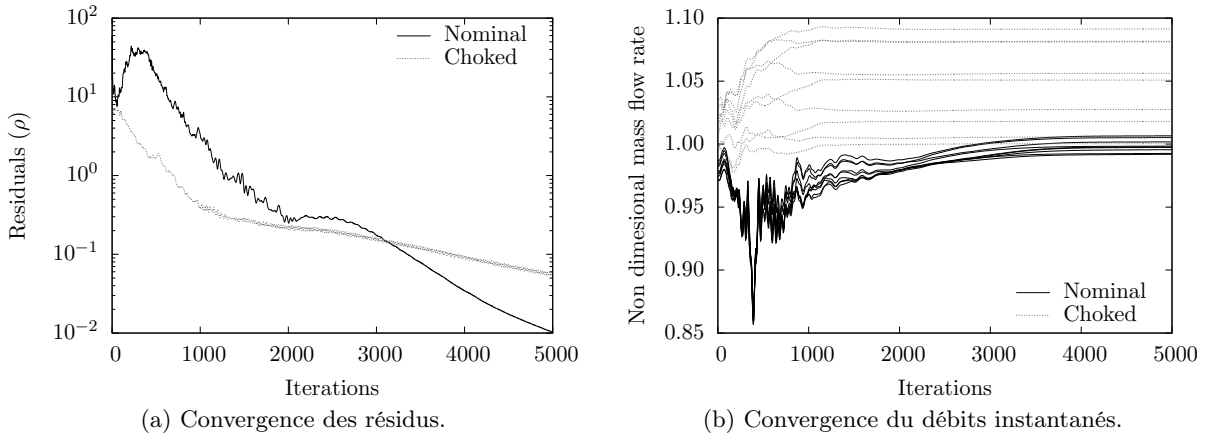 10^2
10^1
10^0
10^{-1}
10^{-2}
Residuals (ρ)
Nominal
Choked
0 1000 2000 3000 4000 5000
Iterations
(a) Convergence des résidus.
1.10
1.05
1.00
0.95
0.90
0.85
Non dimesional mass flow rate
Nominal
Choked
0 1000 2000 3000 4000 5000
Iterations
(b) Convergence du débits instantanés.